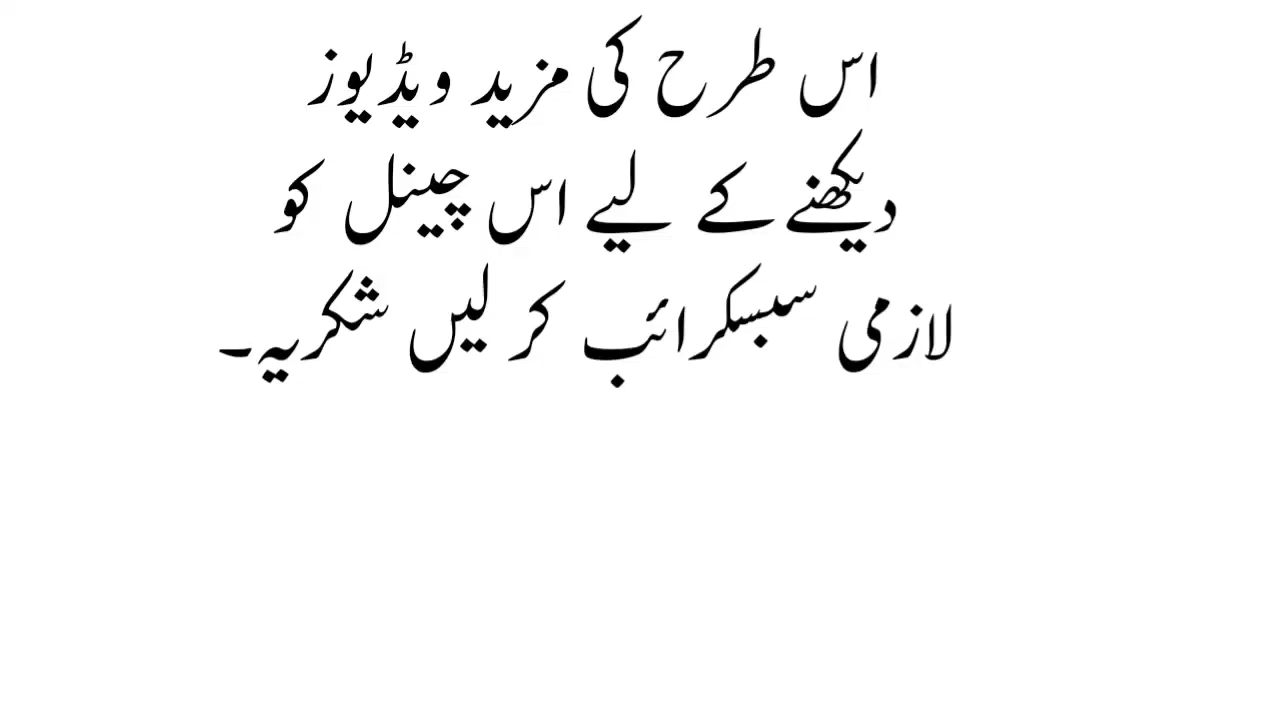 اس طرح کی مزید ویڈیوز
دیکھنے کے لیے اس چینل کو
لازمی سبسکرائب کر لیں شکریہ۔